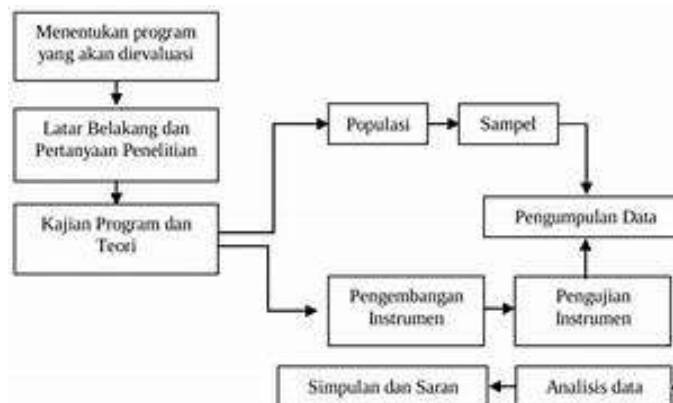 Menentukan program
yang akan dievaluasi
Latar Belakang dan
Pertanyaan Penelitian
Kajian Program dan
Teori
Populasi
Sampel
Pengumpulan Data
Pengembangan
Instrumen
Pengujian
Instrumen
Analisis data
Simpulan dan Saran